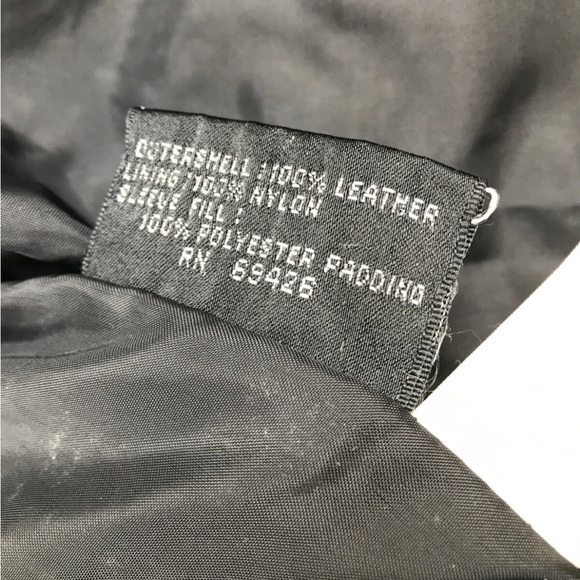 OUTERSHELL : 100% LEATHER
LINING / 100% NYLON
SLEEVE FILL :
100% POLYESTER PADDING
RN 69426